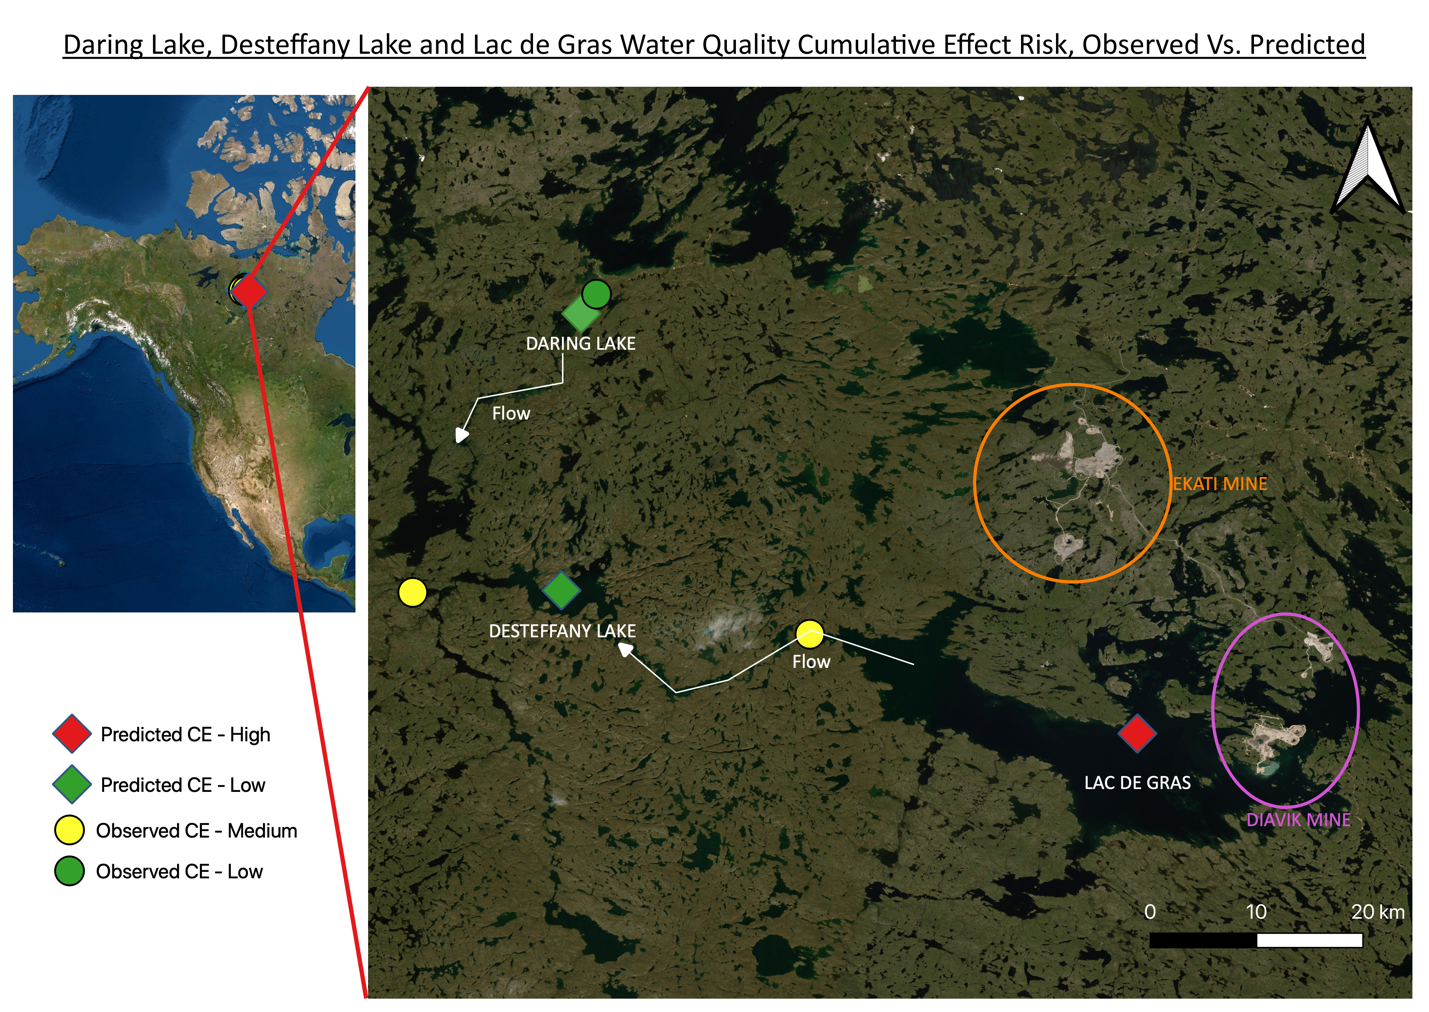 Daring Lake, Desteffany Lake and Lac de Gras Water Quality Cumulative Effect Risk, Observed Vs. Predicted
DARING LAKE
Flow
EKATI MINE
DESTEFFANY LAKE
Flow
LAC DE GRAS
DIAVIK MINE
Predicted CE - High
Predicted CE - Low
Observed CE - Medium
Observed CE - Low
0 10 20 km